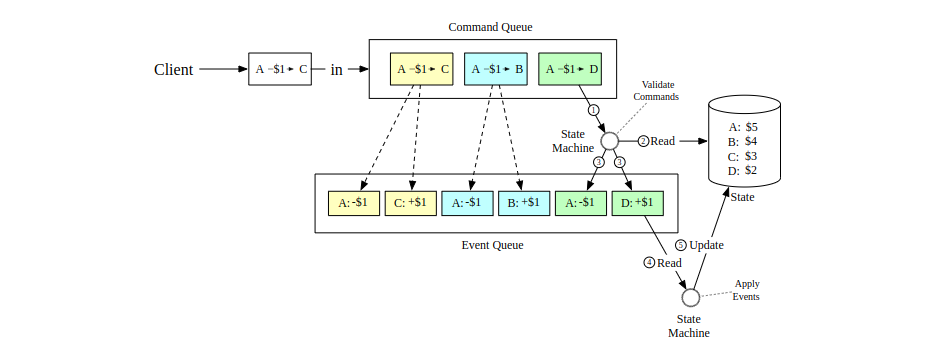 Command Queue
Client
A -$1 C
in
A -$1 C
A -$1 B
A -$1 D
Validate
Commands
1
State
Machine
2 Read
A: $5
B: $4
C: $3
D: $2
State
3
3
A: -$1
C: +$1
A: -$1
B: +$1
A: -$1
D: +$1
Event Queue
5 Update
4 Read
Apply
Events
State
Machine